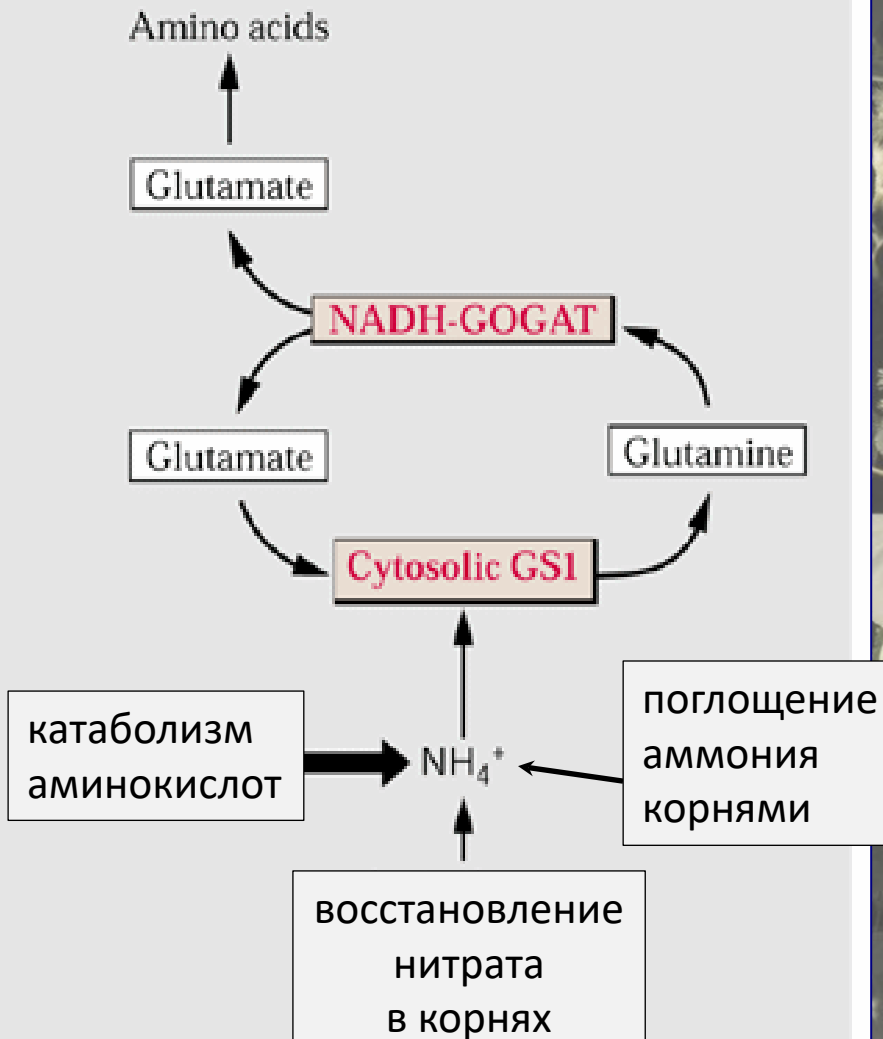 Amino acids
Glutamate
NADH-GOGAT
Glutamate
Glutamine
Cytosolic GS1
катаболизм
аминокислот
NH₄⁺
поглощение
аммония
корнями
восстановление
нитрата
в корнях